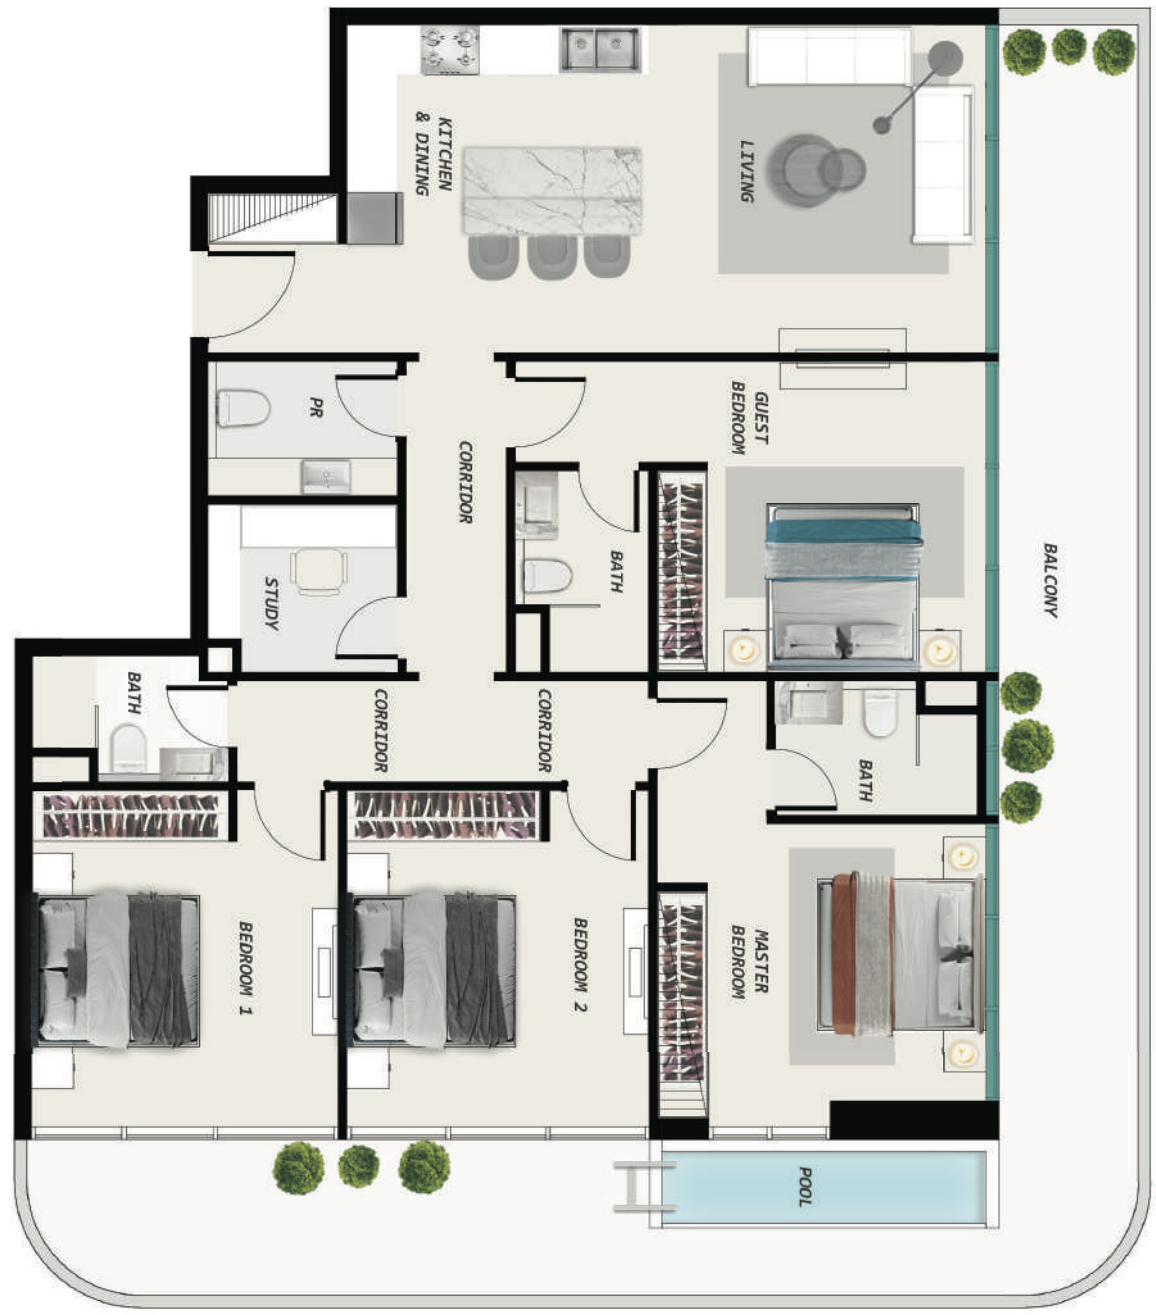 KITCHEN
& DINING
LIVING
PR
CORRIDOR
GUEST
BEDROOM
BATH
STUDY
BALCONY
BATH
CORRIDOR
CORRIDOR
BATH
BEDROOM 1
BEDROOM 2
MASTER
BEDROOM
POOL